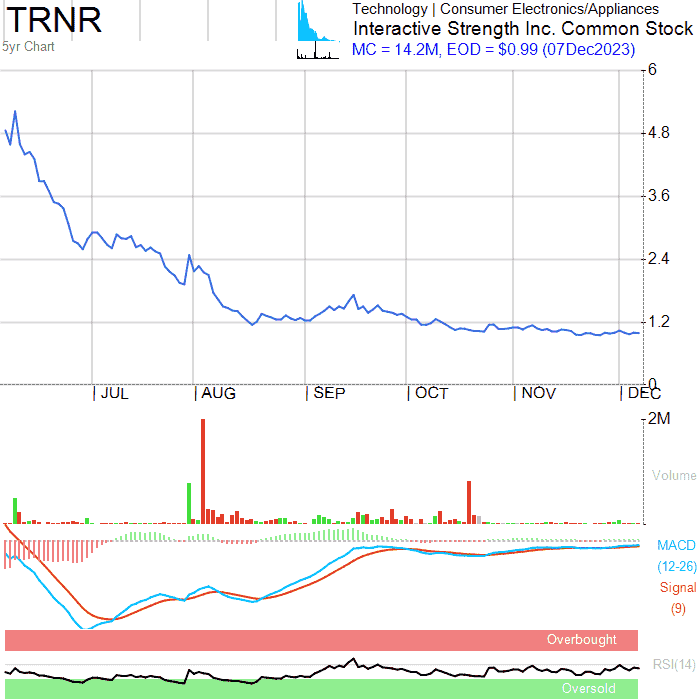 TRNR
5yr Chart
Technology | Consumer Electronics/Appliances
Interactive Strength Inc. Common Stock
MC = 14.2M, EOD = $0.99 (07Dec2023)
6
4.8
3.6
2.4
1.2
0
JUL
AUG
SEP
OCT
NOV
DEC
2M
Volume
MACD
(12-26)
Signal
(9)
Overbought
RSI(14)
Oversold